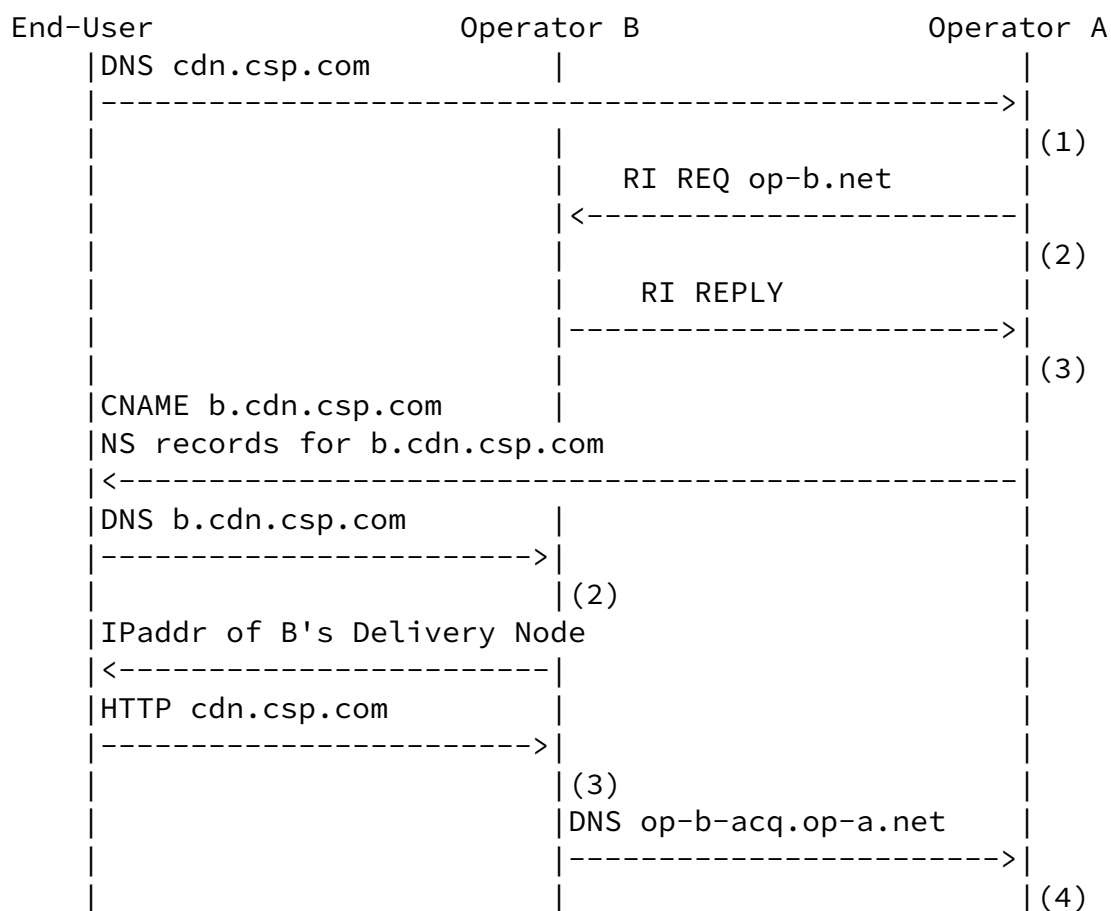 End-User Operator B Operator A
|DNS cdn.csp.com | |
|-------------------------------------------------->|
| | |(1)
| | RI REQ op-b.net |
| |<------------------------|
| | |(2)
| | RI REPLY |
| |------------------------>|
| | |(3)
|CNAME b.cdn.csp.com | |
|NS records for b.cdn.csp.com |
|<--------------------------------------------------|
|DNS b.cdn.csp.com | |
|------------------------>| |
| |(2) |
|IPaddr of B's Delivery Node |
|<------------------------| |
|HTTP cdn.csp.com | |
|------------------------>| |
| |(3) |
| |DNS op-b-acq.op-a.net |
| |------------------------>|
| | |(4)